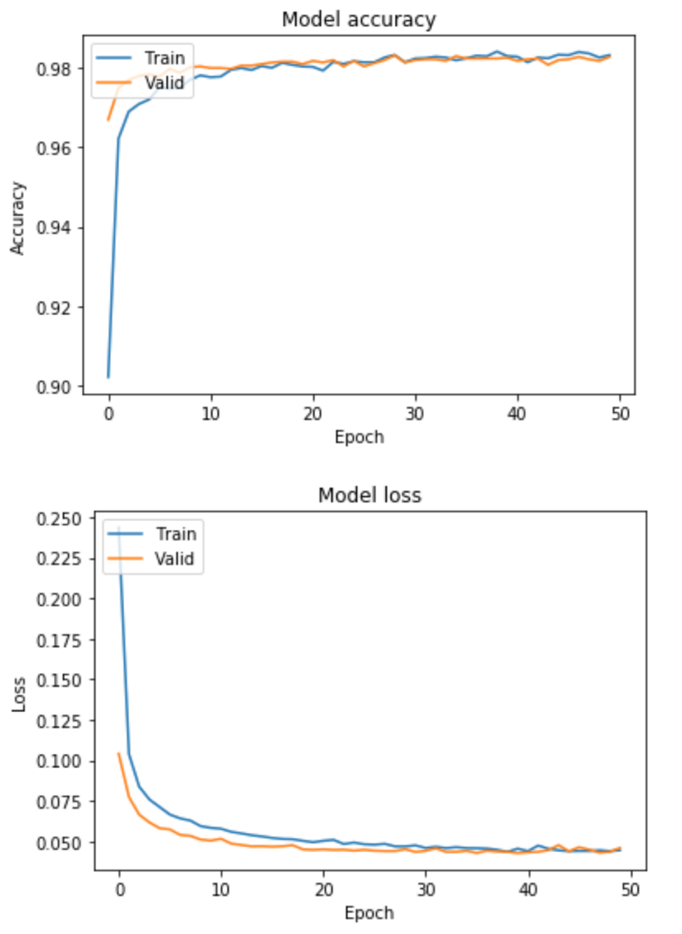 Model accuracy
Train
Valid
0.98
0.96
0.94
0.92
0.90
Accuracy
0 10 20 30 40 50
Epoch
Model loss
Train
Valid
0.250
0.225
0.200
0.175
0.150
0.125
0.100
0.075
0.050
Loss
0 10 20 30 40 50
Epoch